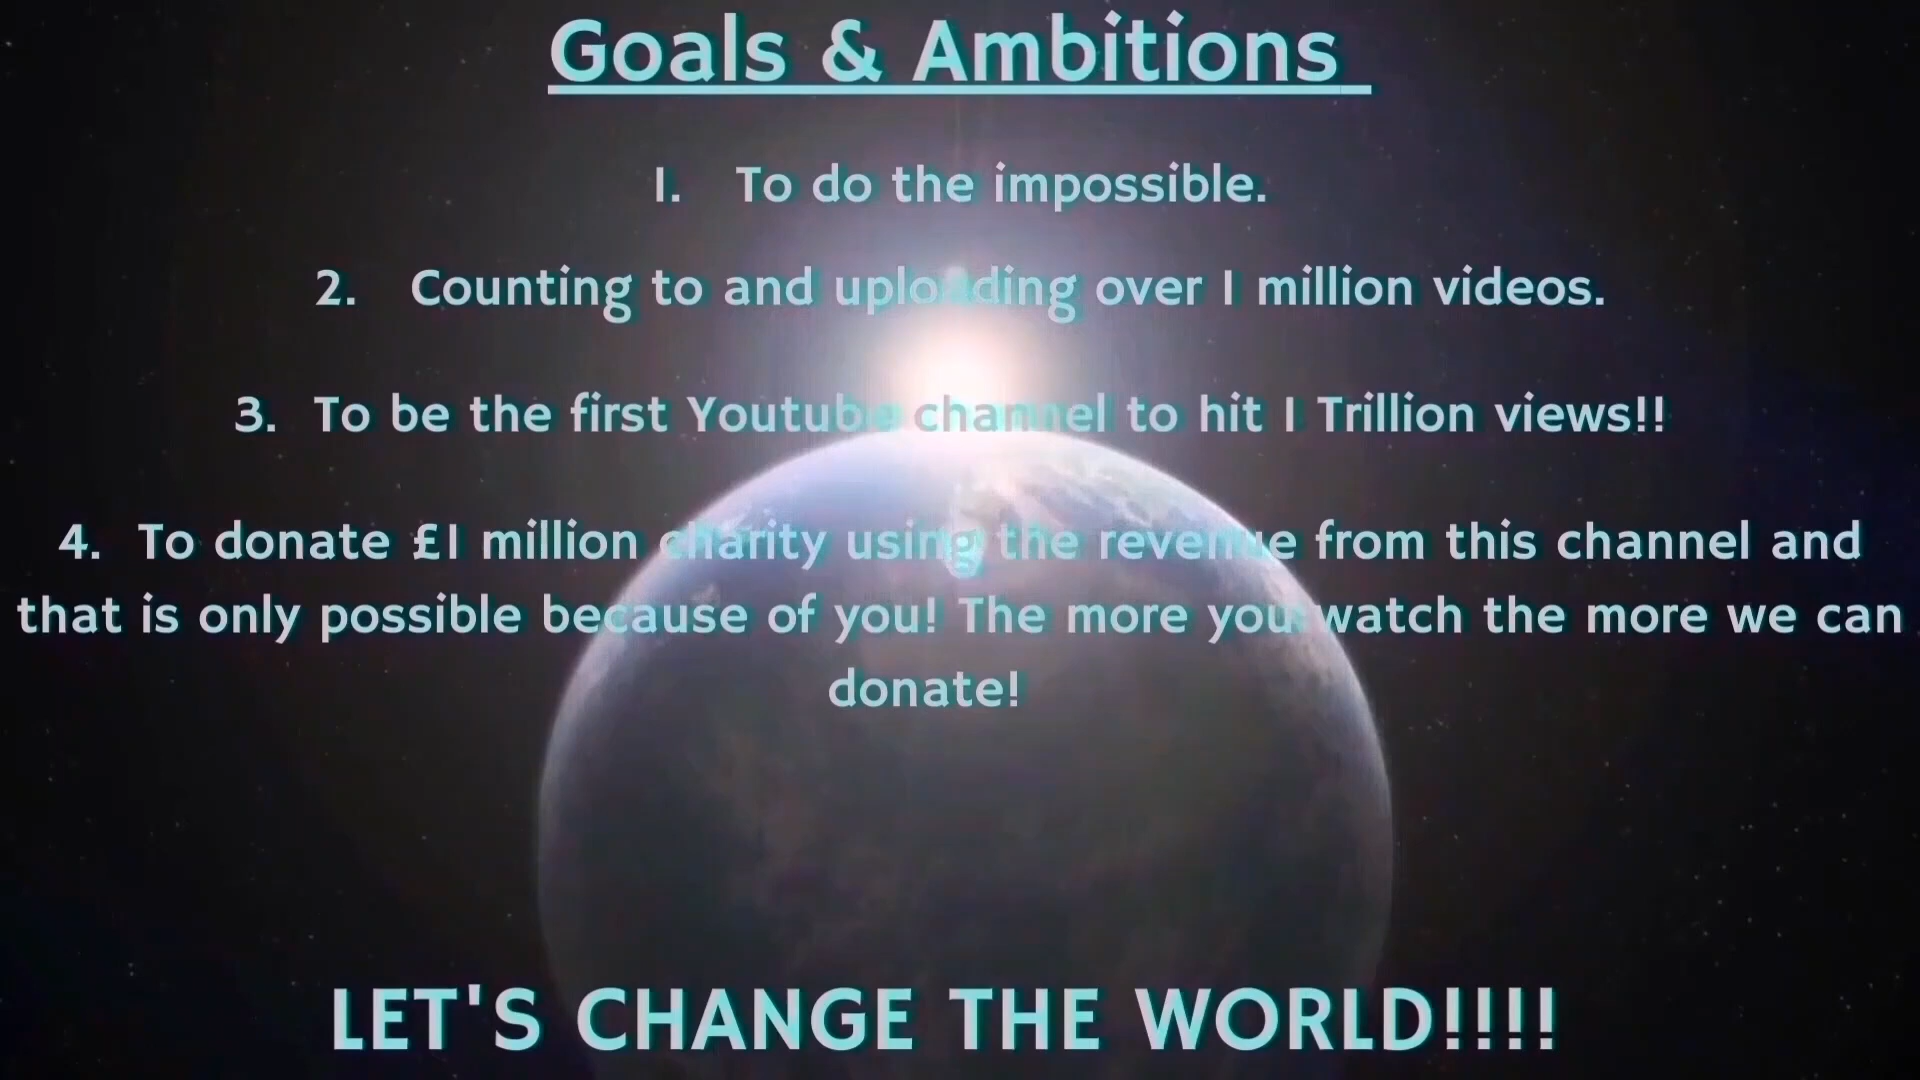 Goals & Ambitions
1. To do the impossible.
2. Counting to and uploading over 1 million videos.
3. To be the first Youtube channel to hit 1 Trillion views!!
4. To donate £1 million charity using the revenue from this channel and
that is only possible because of you! The more you watch the more we can
donate!
LET'S CHANGE THE WORLD!!!!